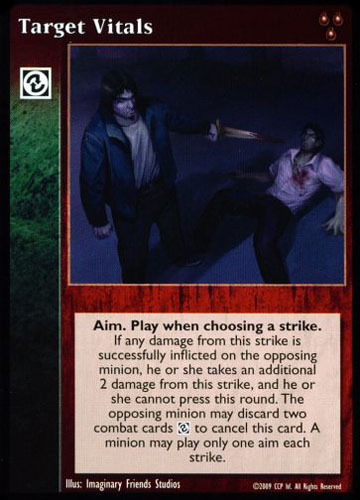 Target Vitals
Aim. Play when choosing a strike.
If any damage from this strike is
successfully inflicted on the opposing
minion, he or she takes an additional
2 damage from this strike, and he or
she cannot press this round. The
opposing minion may discard two
combat cards to cancel this card. A
minion may play only one aim each
strike.
Illus: Imaginary Friends Studios
©2009 CCP hf. All Rights Reserved